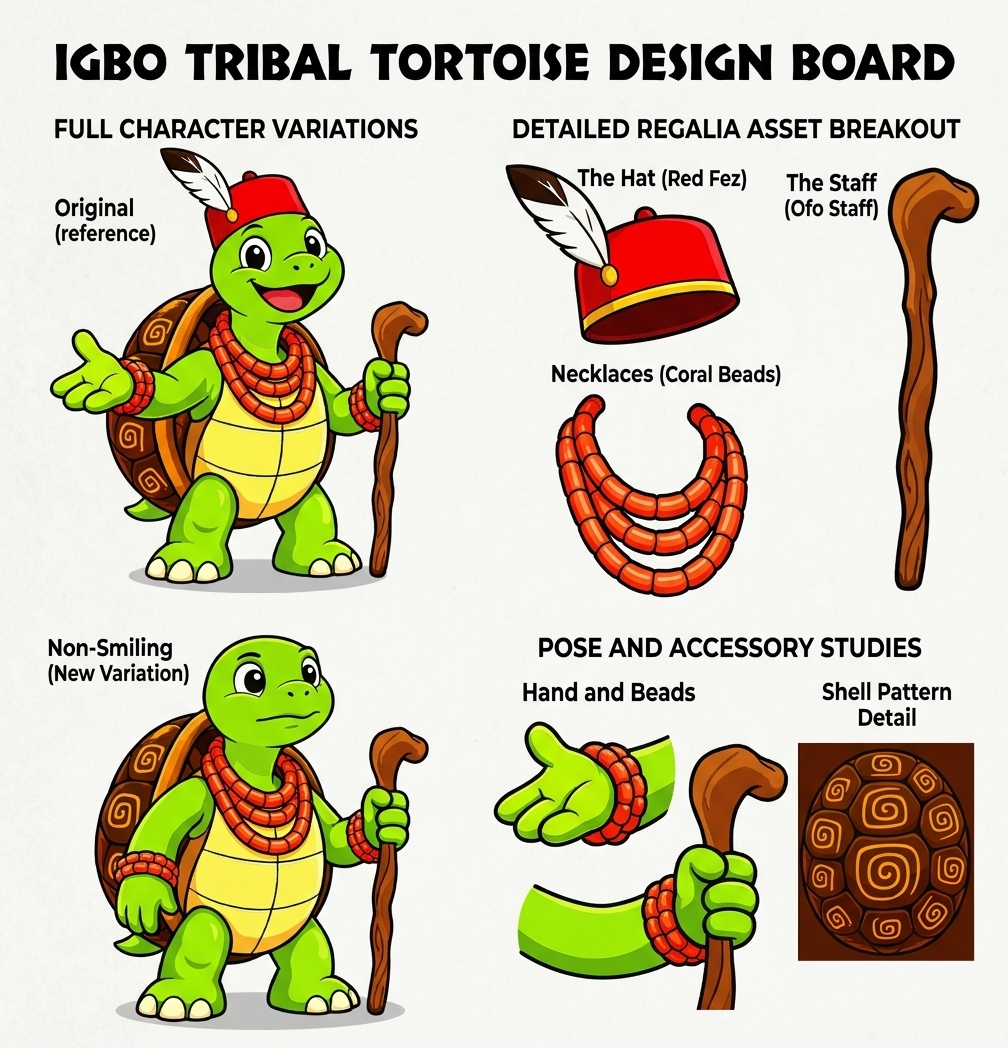 IGBO TRIBAL TORTOISE DESIGN BOARD
FULL CHARACTER VARIATIONS
Original
(reference)
DETAILED REGALIA ASSET BREAKOUT
The Hat (Red Fez)
The Staff
(Ofo Staff)
Necklaces (Coral Beads)
Non-Smiling
(New Variation)
POSE AND ACCESSORY STUDIES
Hand and Beads
Shell Pattern
Detail